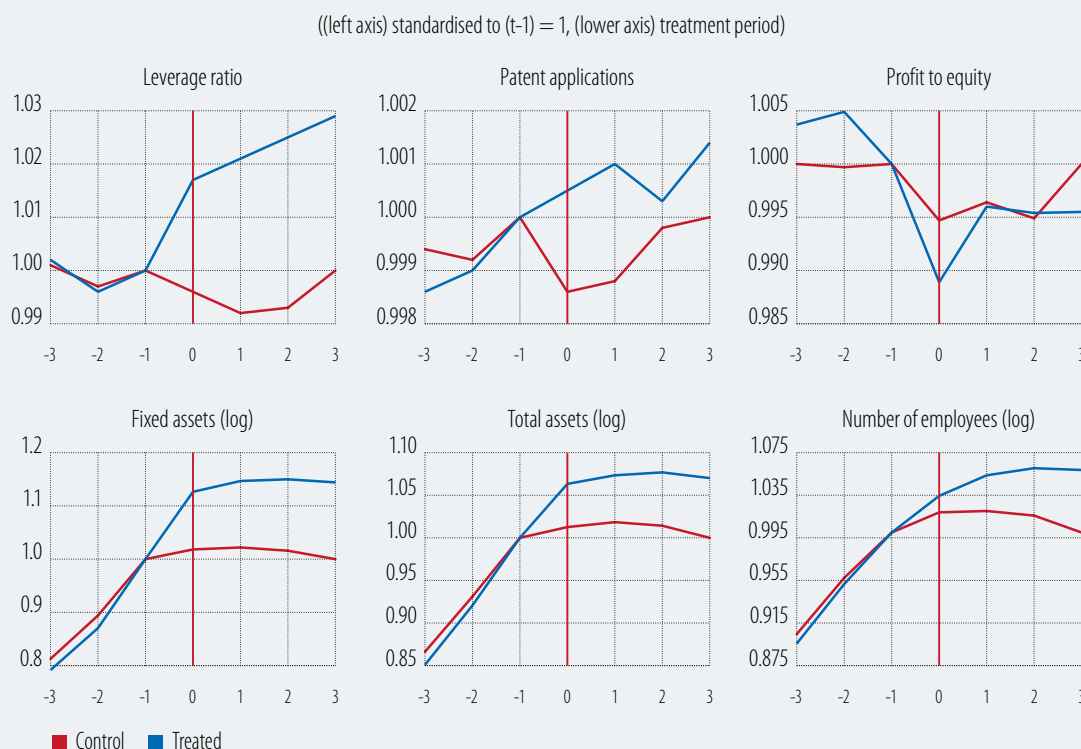 ((left axis) standardised to (t-1) = 1, (lower axis) treatment period)
Leverage ratio
1.03
1.02
1.01
1.00
0.99
-3 -2 -1 0 1 2 3
Patent applications
1.002
1.001
1.000
0.999
0.998
-3 -2 -1 0 1 2 3
Profit to equity
1.005
1.000
0.995
0.990
0.985
-3 -2 -1 0 1 2 3
Fixed assets (log)
1.2
1.1
1.0
0.9
0.8
-3 -2 -1 0 1 2 3
Total assets (log)
1.10
1.05
1.00
0.95
0.90
0.85
-3 -2 -1 0 1 2 3
Number of employees (log)
1.075
1.035
0.995
0.955
0.915
0.875
-3 -2 -1 0 1 2 3
Control Treated